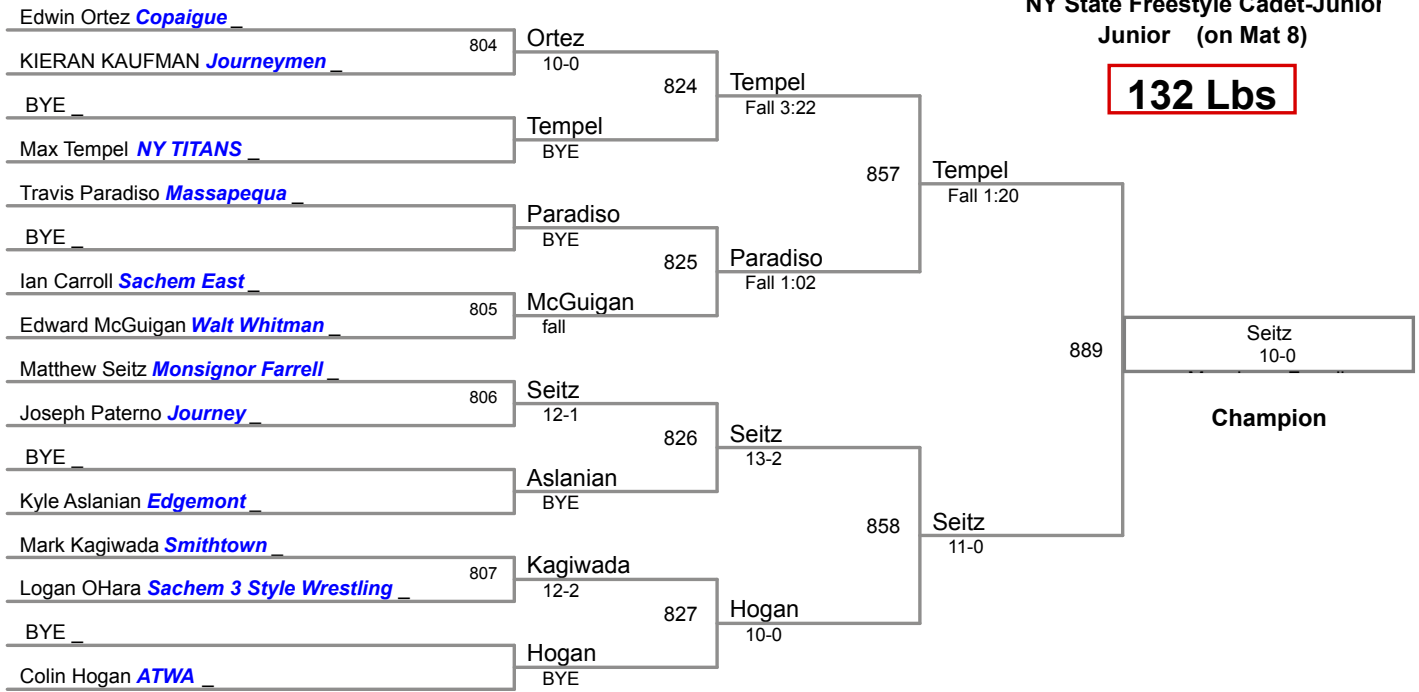 NY State Freestyle Cadet-Junior
Junior (on Mat 8)
132 Lbs
Edwin Ortez Copaigue _
KIERAN KAUFMAN Journeymen _
BYE _
Max Tempel NY TITANS _
Travis Paradiso Massapequa _
BYE _
Ian Carroll Sachem East _
Edward McGuigan Walt Whitman _
Matthew Seitz Monsignor Farrell _
Joseph Paterno Journey _
BYE _
Kyle Aslanian Edgemont _
Mark Kagiwada Smithtown _
Logan OHara Sachem 3 Style Wrestling _
BYE _
Colin Hogan ATWA _
804
805
806
807
Ortez
10-0
Tempel
BYE
Paradiso
BYE
McGuigan
fall
Seitz
12-1
Aslanian
BYE
Kagiwada
12-2
Hogan
BYE
824
825
826
827
Tempel
Fall 3:22
Paradiso
Fall 1:02
Seitz
13-2
Hogan
10-0
857
858
Tempel
Fall 1:20
Seitz
11-0
889
Seitz
10-0
Champion